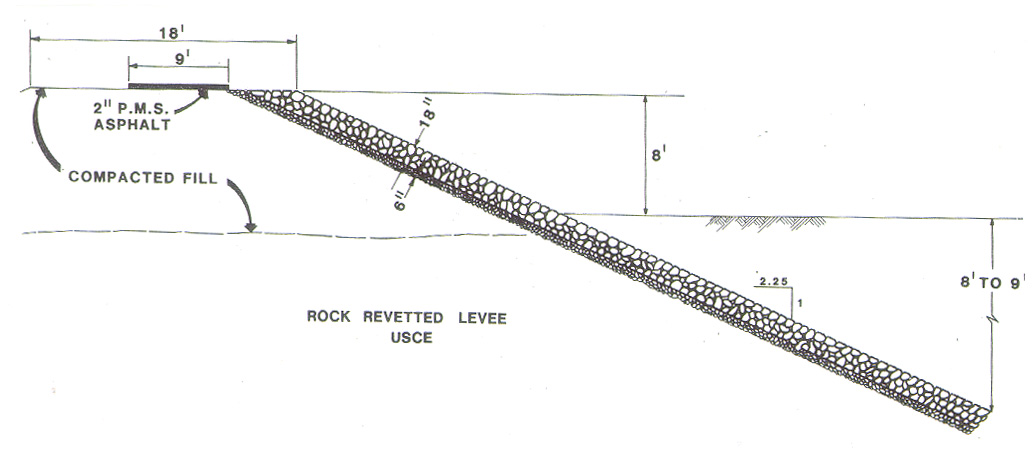 18'
9'
2" P.M.S.
ASPHALT
18"
8'
COMPACTED FILL
6"
2.25
1
8' TO 9'
ROCK REVETTED LEVEE
USCE